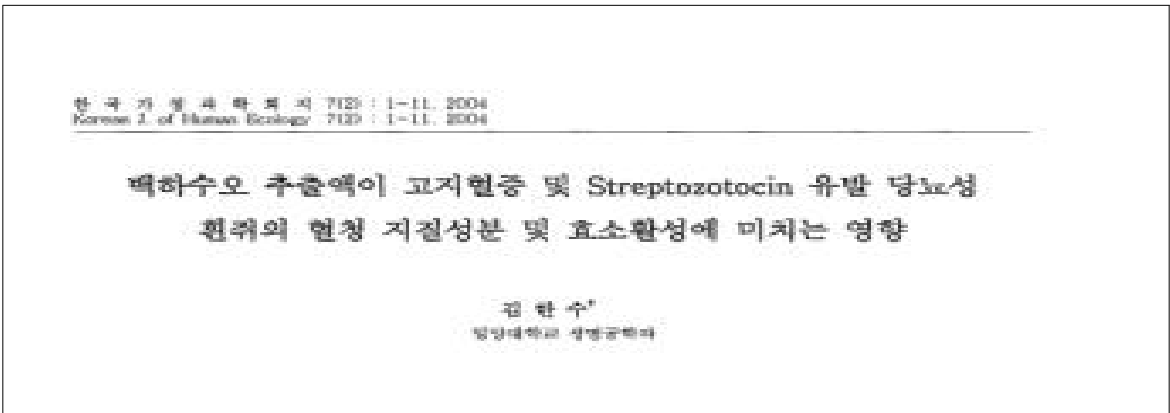 한 국 가 정 과 학 회 지 7(2) : 1-11. 2004
Korean J. of Human Ecology 7(2) : 1-11. 2004
백하수오 추출액이 고지혈증 및 Streptozotocin 유발 당뇨성
흰쥐의 혈청 지질성분 및 효소활성에 미치는 영향
김 한 수
밀양대학교 생명공학과